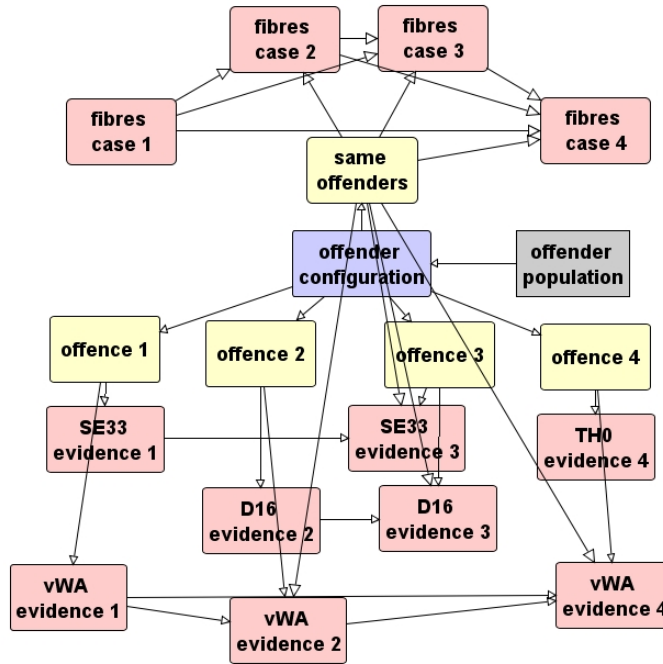 fibres
case 2
fibres
case 3
fibres
case 1
fibres
case 4
same
offenders
offender
configuration
offender
population
offence 1
offence 2
offence 3
offence 4
SE33
evidence 1
SE33
evidence 3
TH0
evidence 4
D16
evidence 2
D16
evidence 3
vWA
evidence 1
vWA
evidence 2
vWA
evidence 4